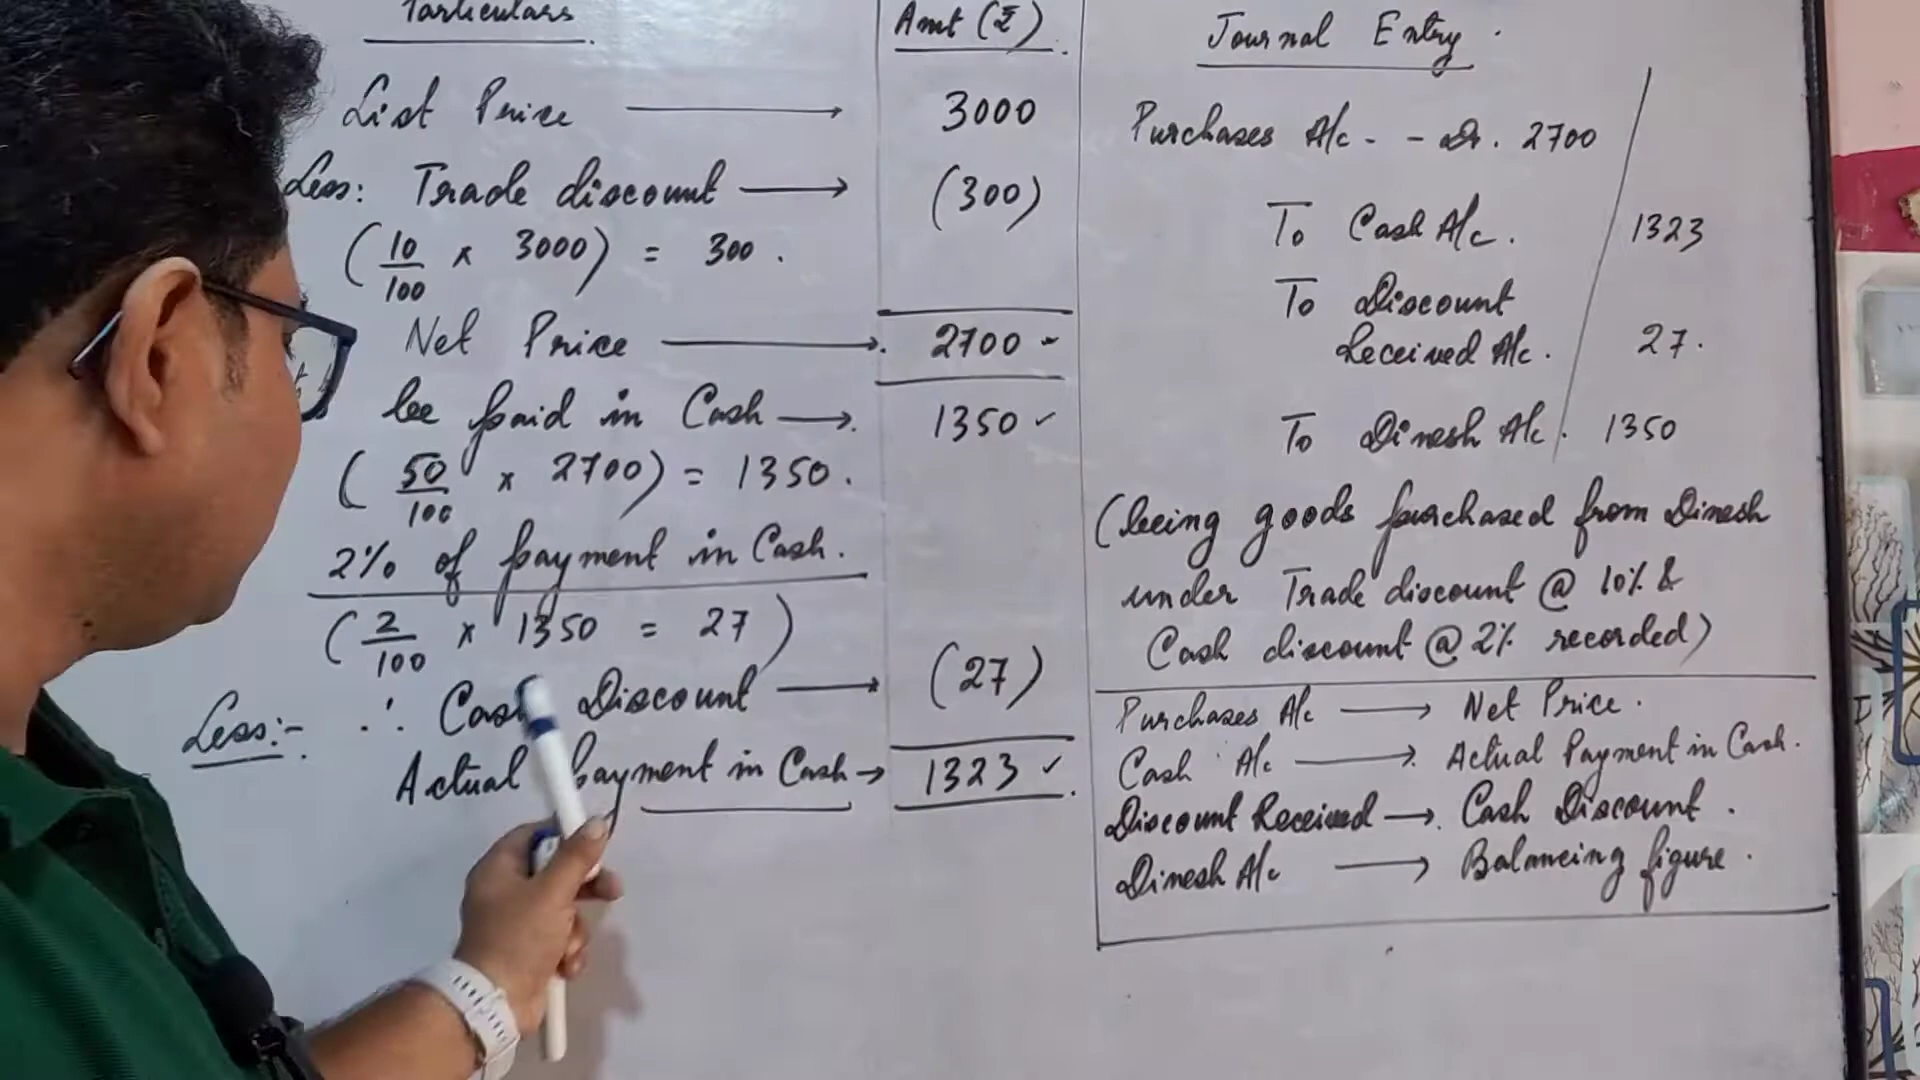 Particulars
Amt (₹)
List Price → 3000
Less: Trade discount → (300)
(10/100 x 3000) = 300.
Net Price → 2700
be paid in Cash → 1350 ✓
(50/100 x 2700) = 1350.
2% of payment in Cash.
(2/100 x 1350 = 27)
Less:- ∴ Cash Discount → (27)
Actual payment in Cash → 1323 ✓
Journal Entry.
Purchases A/c - - Dr. 2700
To Cash A/c. 1323
To Discount
Received A/c. 27.
To Dinesh A/c. 1350
(being goods purchased from Dinesh
under Trade discount @ 10% &
Cash discount @ 2% recorded)
Purchases A/c → Net Price.
Cash A/c → Actual Payment in Cash.
Discount Received → Cash Discount.
Dinesh A/c → Balancing figure.